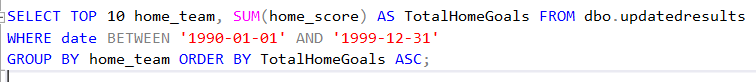 SELECT TOP 10 home_team, SUM(home_score) AS TotalHomeGoals FROM dbo.updatedresults
WHERE date BETWEEN '1990-01-01' AND '1999-12-31'
GROUP BY home_team ORDER BY TotalHomeGoals ASC;